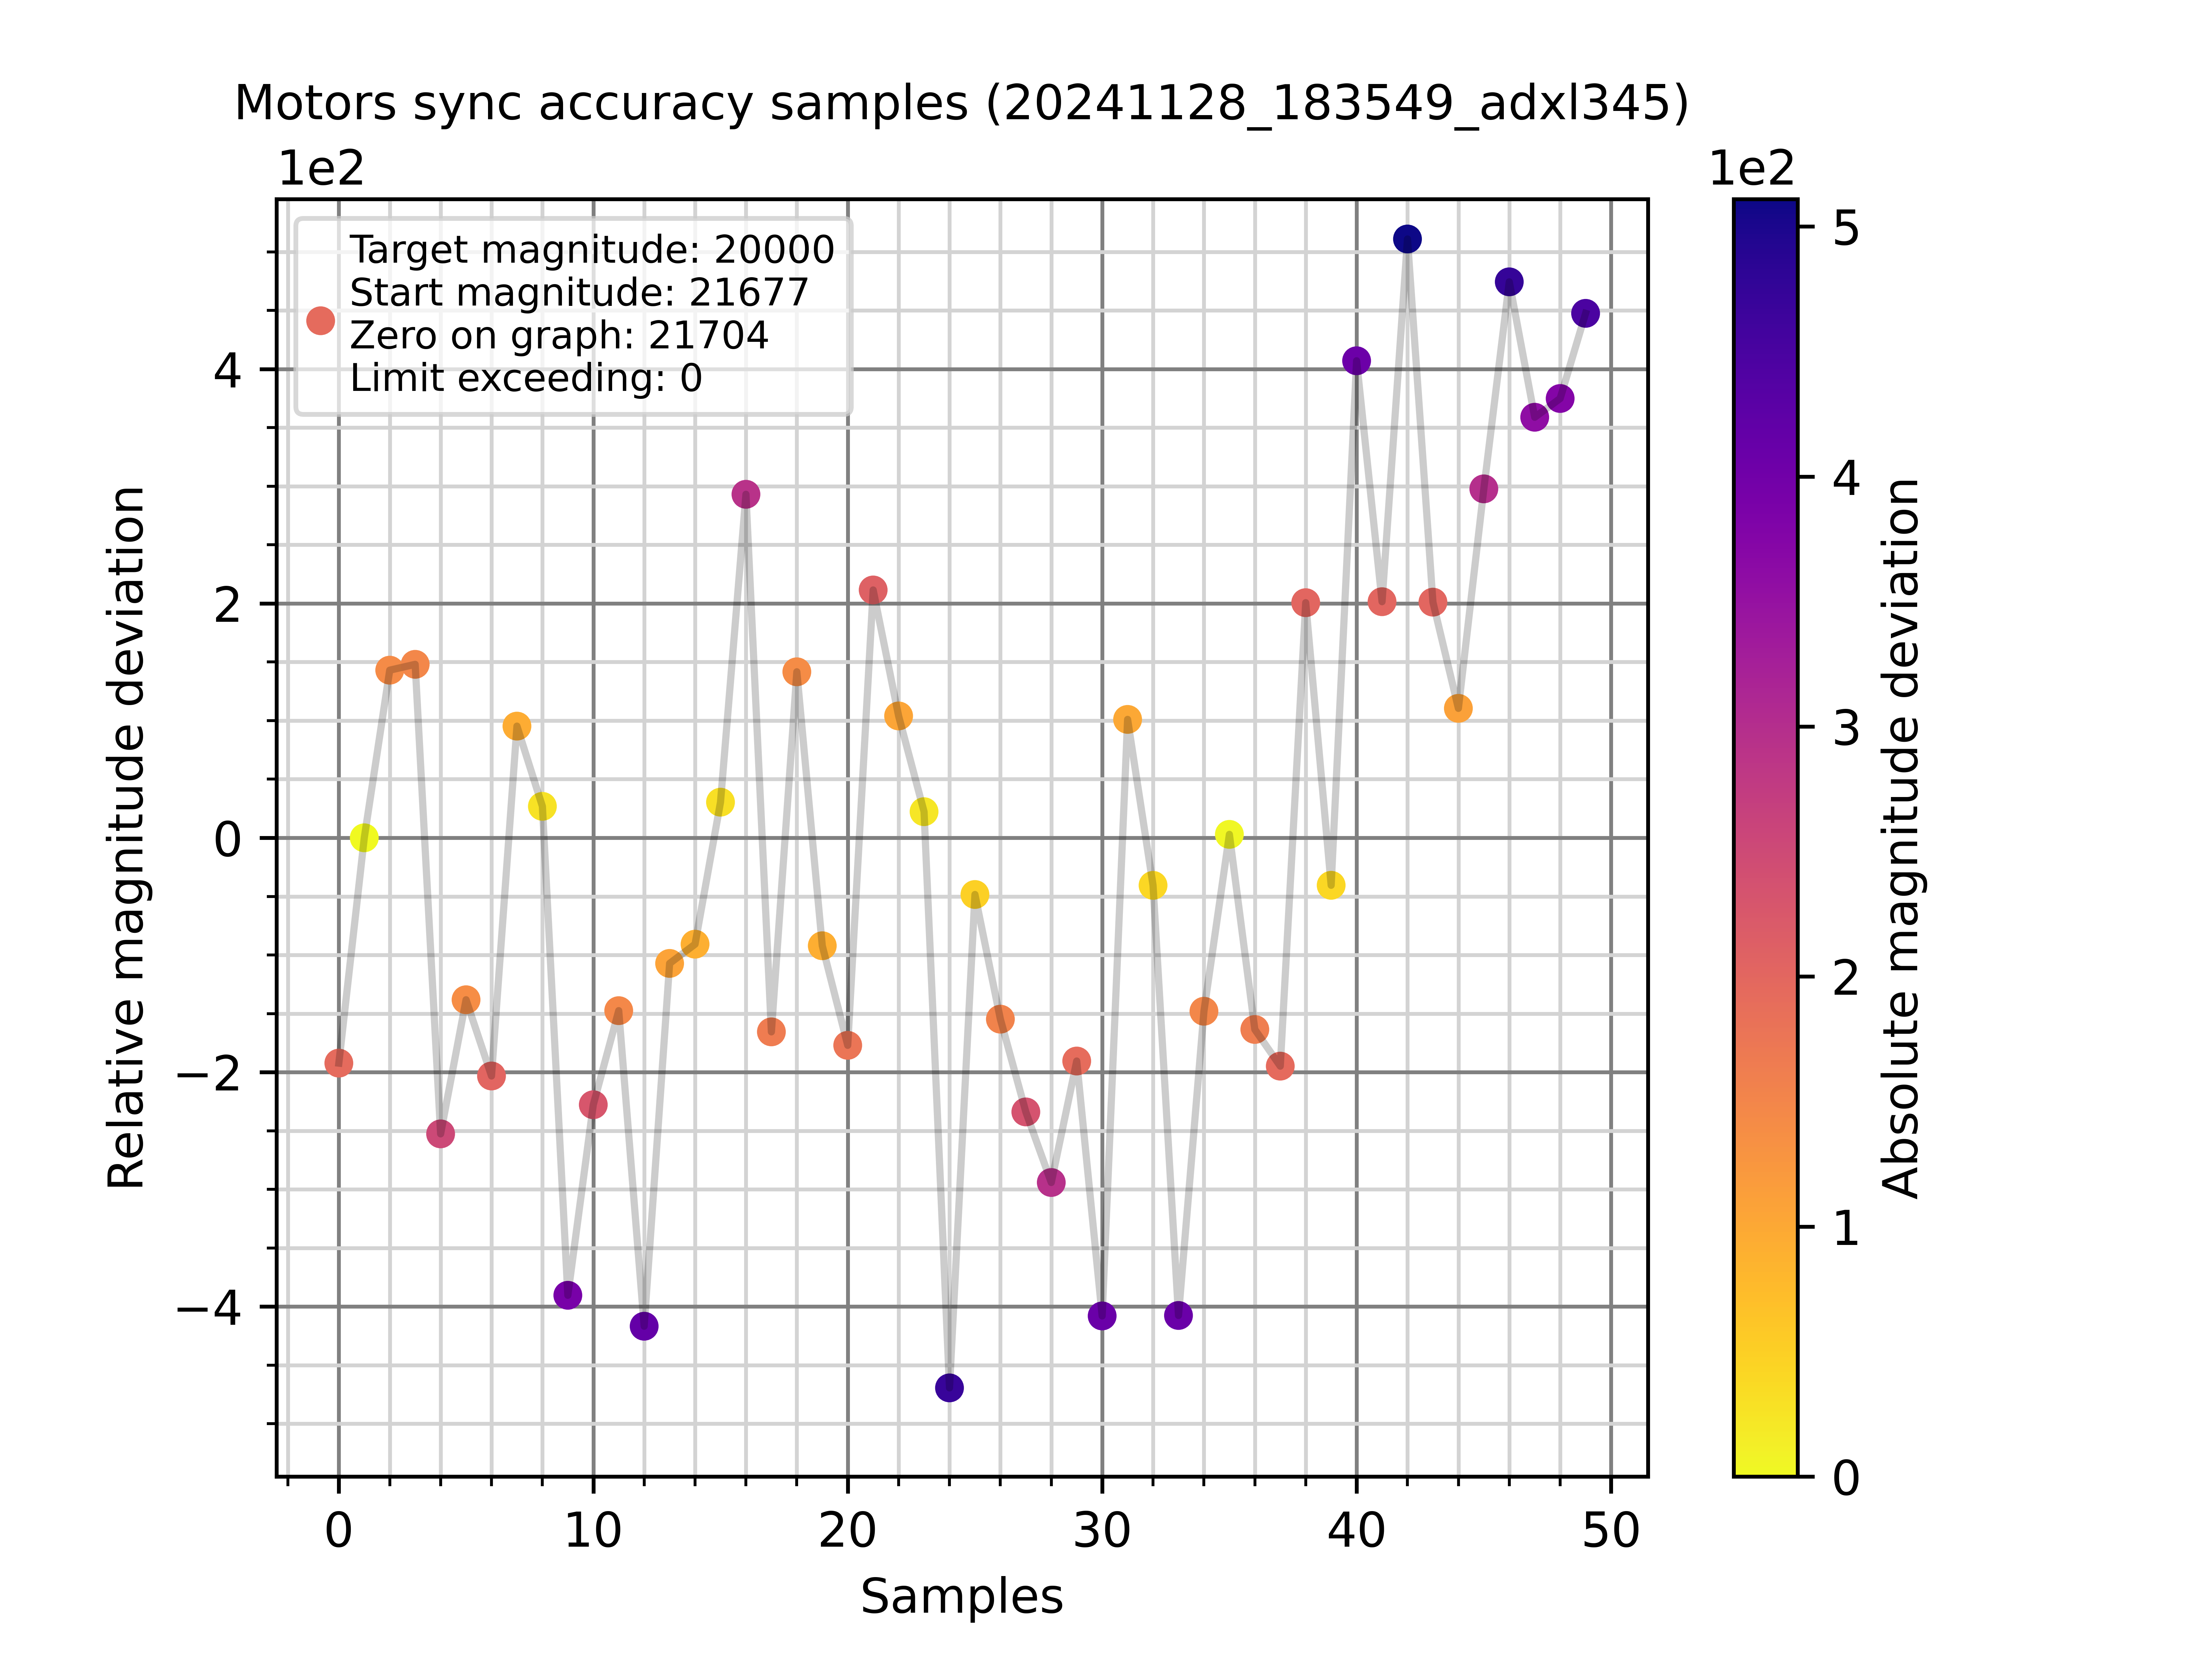 Motors sync accuracy samples (20241128_183549_adxl345)
1e2
1e2
Target magnitude: 20000
Start magnitude: 21677
Zero on graph: 21704
Limit exceeding: 0
4
2
0
−2
−4
Relative magnitude deviation
0 10 20 30 40 50
Samples
5
4
3
2
1
0
Absolute magnitude deviation